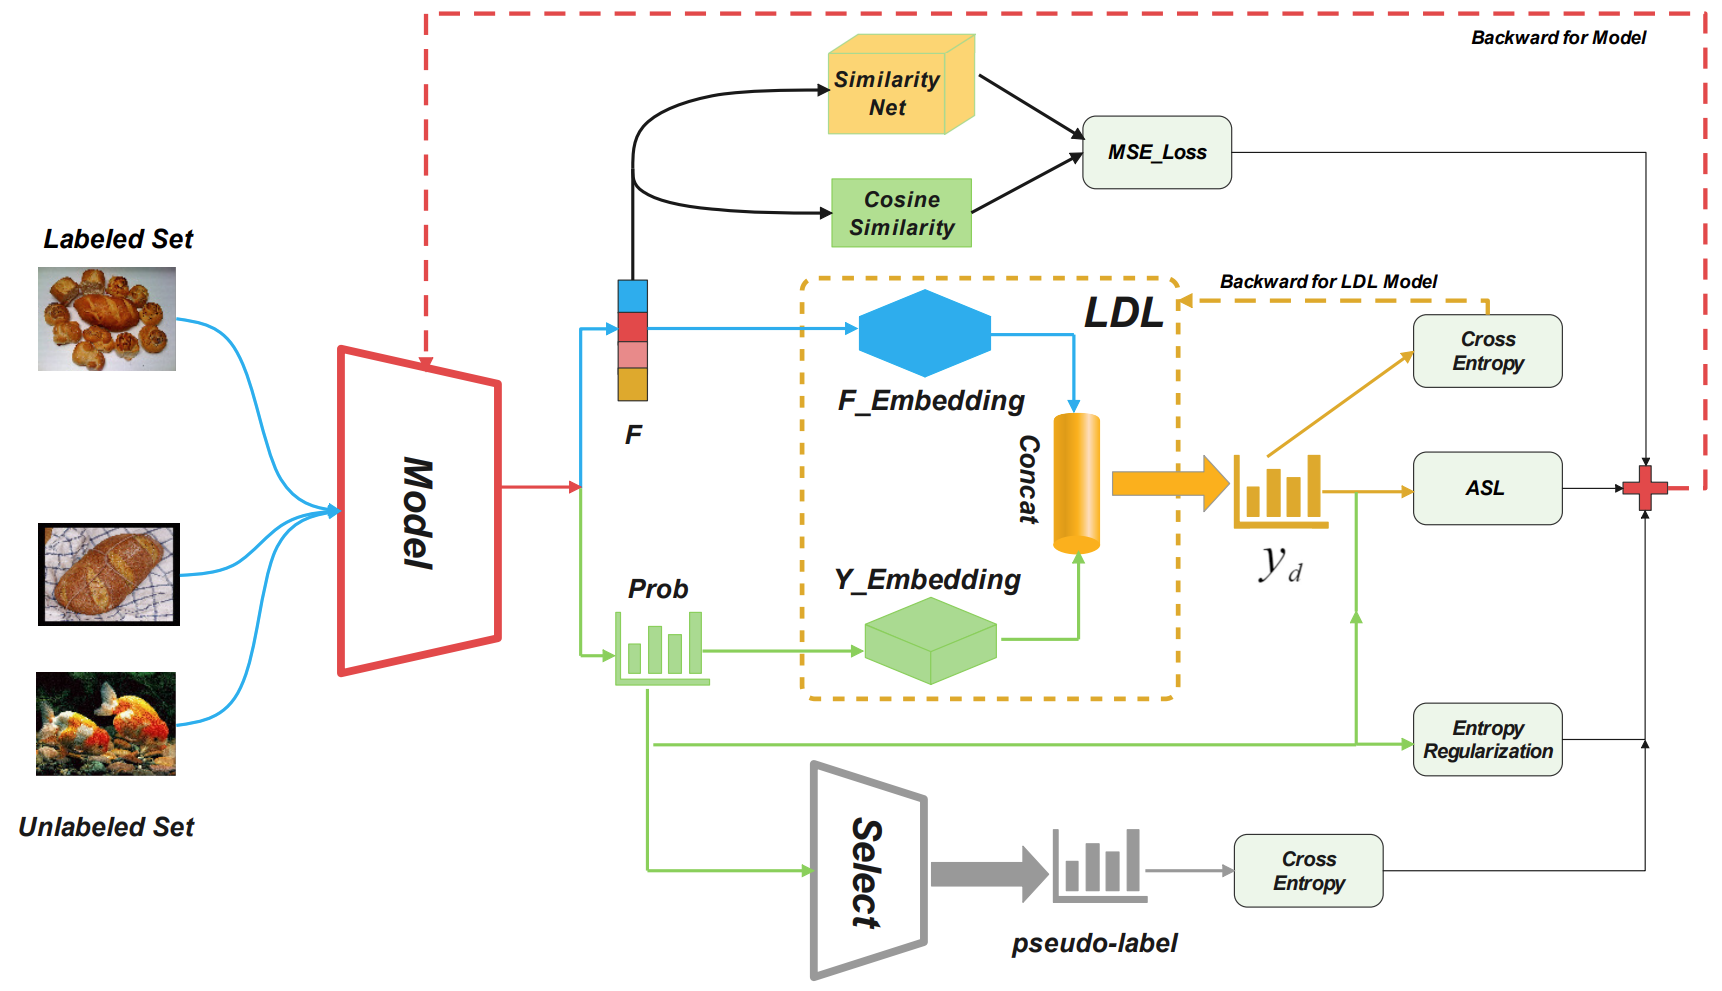 Backward for Model
Similarity
Net
MSE_Loss
Cosine
Similarity
Labeled Set
Backward for LDL Model
LDL
Cross
Entropy
F_Embedding
F
Concat
Model
ASL
y_d
Prob
Y_Embedding
Entropy
Regularization
Unlabeled Set
Select
Cross
Entropy
pseudo-label